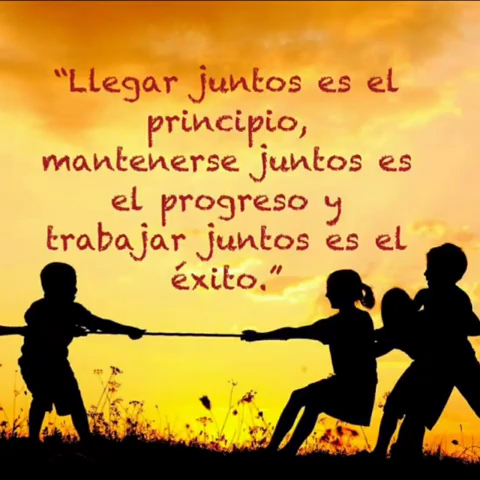 “Llegar juntos es el
principio,
mantenerse juntos es
el progreso y
trabajar juntos es el
éxito.”